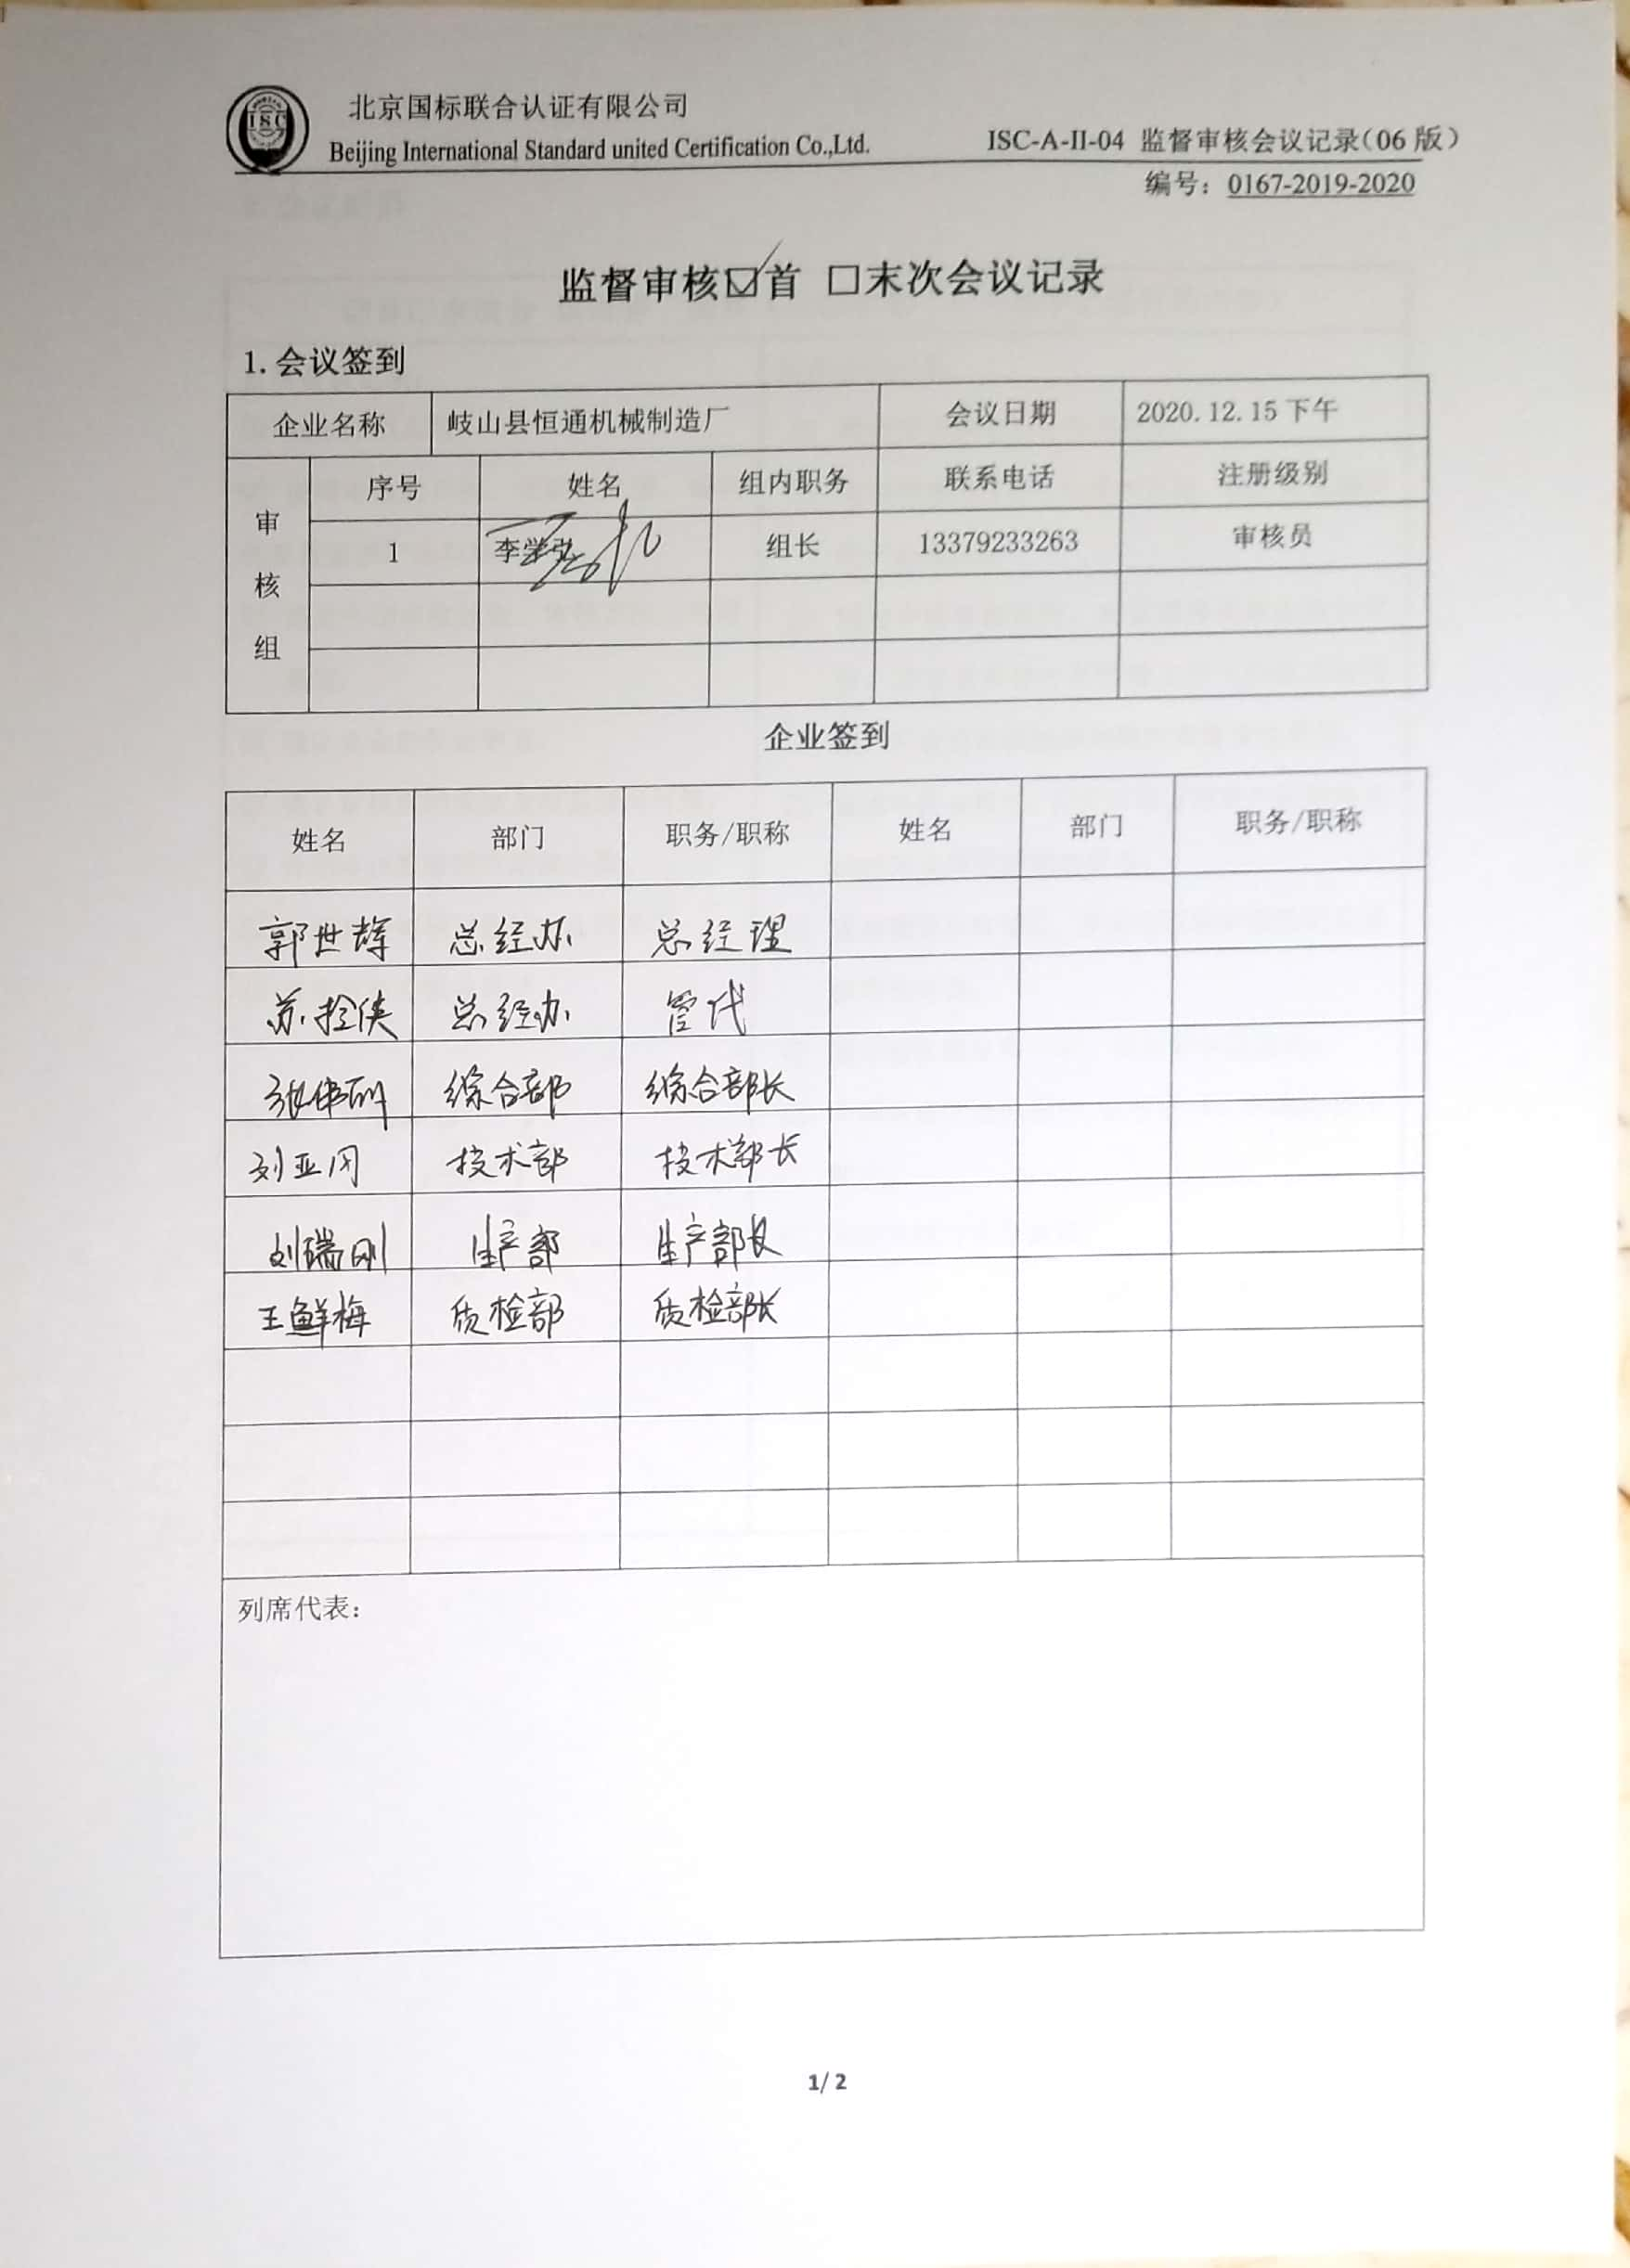 ISC
北京国标联合认证有限公司
Beijing International Standard united Certification Co.,Ltd.
ISC-A-II-04 监督审核会议记录(06 版)
编号: 0167-2019-2020
监督审核☑首 □末次会议记录
1.会议签到
企业名称 岐山县恒通机械制造厂 会议日期 2020.12.15 下午
审核组 序号 姓名 组内职务 联系电话 注册级别
1 李学 组长 13379233263 审核员
企业签到
姓名 部门 职务/职称 姓名 部门 职务/职称
郭世辉 总经办 总经理
苏拴侠 总经办 管代
张伟 综合部 综合部长
刘亚 技术部 技术部长
刘瑞刚 生产部 生产部长
王鲜梅 质检部 质检部长
列席代表:
1/ 2